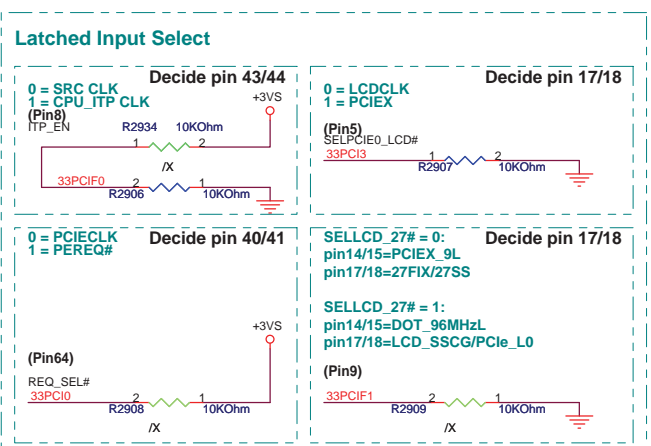 Latched Input Select
Decide pin 43/44
0 = SRC CLK
1 = CPU_ITP CLK
+3VS
(Pin8)
ITP_EN
R2934 10KOhm
1 2
/X
33PCIF0
2 1
R2906 10KOhm
Decide pin 17/18
0 = LCDCLK
1 = PCIEX
(Pin5)
SELPCIE0_LCD#
33PCI3
1 2
R2907 10KOhm
0 = PCIECLK
Decide pin 40/41
1 = PEREQ#
+3VS
(Pin64)
REQ_SEL#
33PCI0
2 1
R2908 10KOhm
/X
SELLCD_27# = 0:
Decide pin 17/18
pin14/15=PCIEX_9L
pin17/18=27FIX/27SS
SELLCD_27# = 1:
pin14/15=DOT_96MHzL
pin17/18=LCD_SSCG/PCIe_L0
(Pin9)
33PCIF1
2 1
R2909 10KOhm
/X